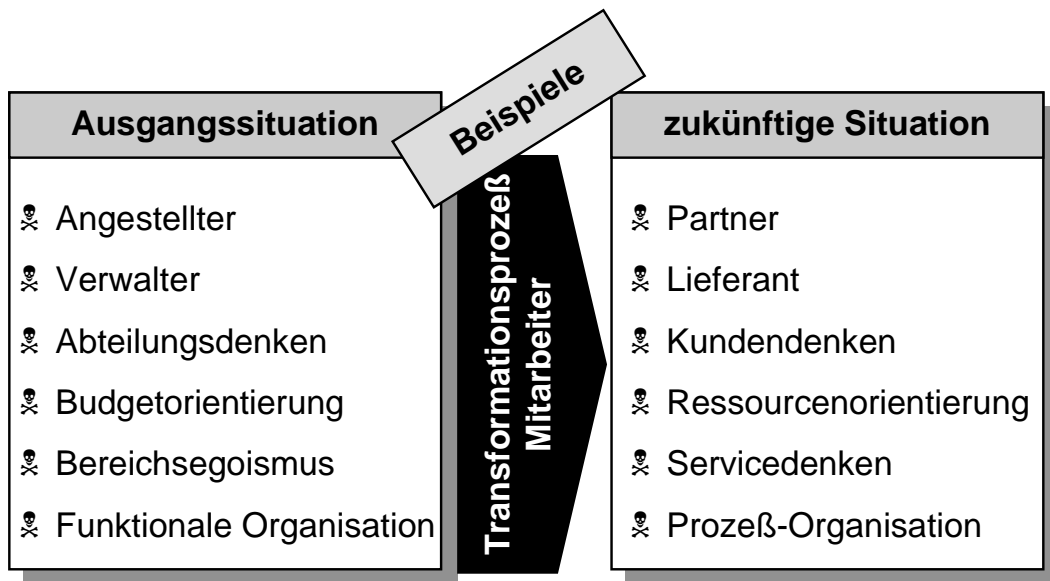 Beispiele
Ausgangssituation
☠ Angestellter
☠ Verwalter
☠ Abteilungsdenken
☠ Budgetorientierung
☠ Bereichsegoismus
☠ Funktionale Organisation
Transformationsprozeß
Mitarbeiter
zukünftige Situation
☠ Partner
☠ Lieferant
☠ Kundendenken
☠ Ressourcenorientierung
☠ Servicedenken
☠ Prozeß-Organisation